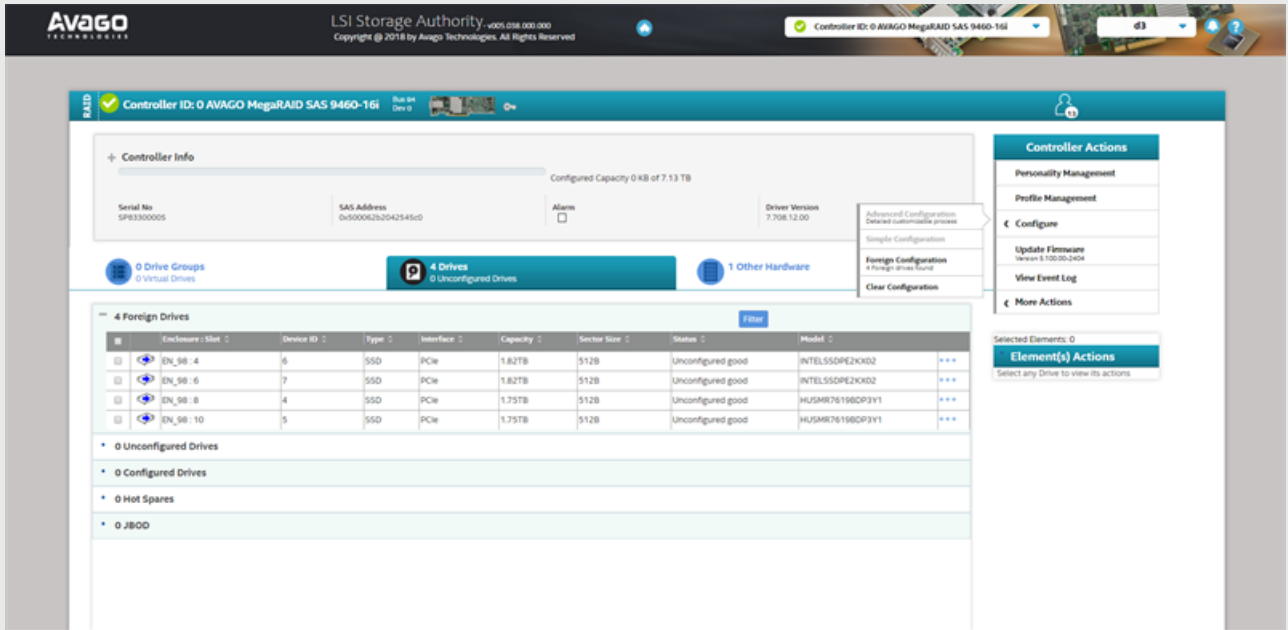 Avago
TECHNOLOGIES
LSI Storage Authority v005.038.000.000
Copyright @ 2018 by Avago Technologies. All Rights Reserved
Controller ID: 0 AVAGO MegaRAID SAS 9460-16i
d3
?
RAID
Controller ID: 0 AVAGO MegaRAID SAS 9460-16i
Bus 94
Dev 0
13
+ Controller Info
Configured Capacity 0 KB of 7.13 TB
Serial No
SP83300005
SAS Address
0x500062b2042545c0
Alarm
Driver Version
7.708.12.00
Advanced Configuration
Detailed customizable process
Simple Configuration
Foreign Configuration
4 Foreign drives found
Clear Configuration
Controller Actions
Personality Management
Profile Management
Configure
Update Firmware
Version 5.100.00-2404
View Event Log
More Actions
0 Drive Groups
0 Virtual Drives
4 Drives
0 Unconfigured Drives
1 Other Hardware
4 Foreign Drives
Filter
Enclosure : Slot Device ID Type Interface Capacity Sector Size Status Model
EN_98 : 4 6 SSD PCIe 1.82TB 512B Unconfigured good INTELSSDPE2KX02
EN_98 : 6 7 SSD PCIe 1.82TB 512B Unconfigured good INTELSSDPE2KX02
EN_98 : 8 4 SSD PCIe 1.75TB 512B Unconfigured good HUSMR7619BDP3Y1
EN_98 : 10 5 SSD PCIe 1.75TB 512B Unconfigured good HUSMR7619BDP3Y1
0 Unconfigured Drives
0 Configured Drives
0 Hot Spares
0 JBOD
Selected Elements: 0
Element(s) Actions
Select any Drive to view its actions